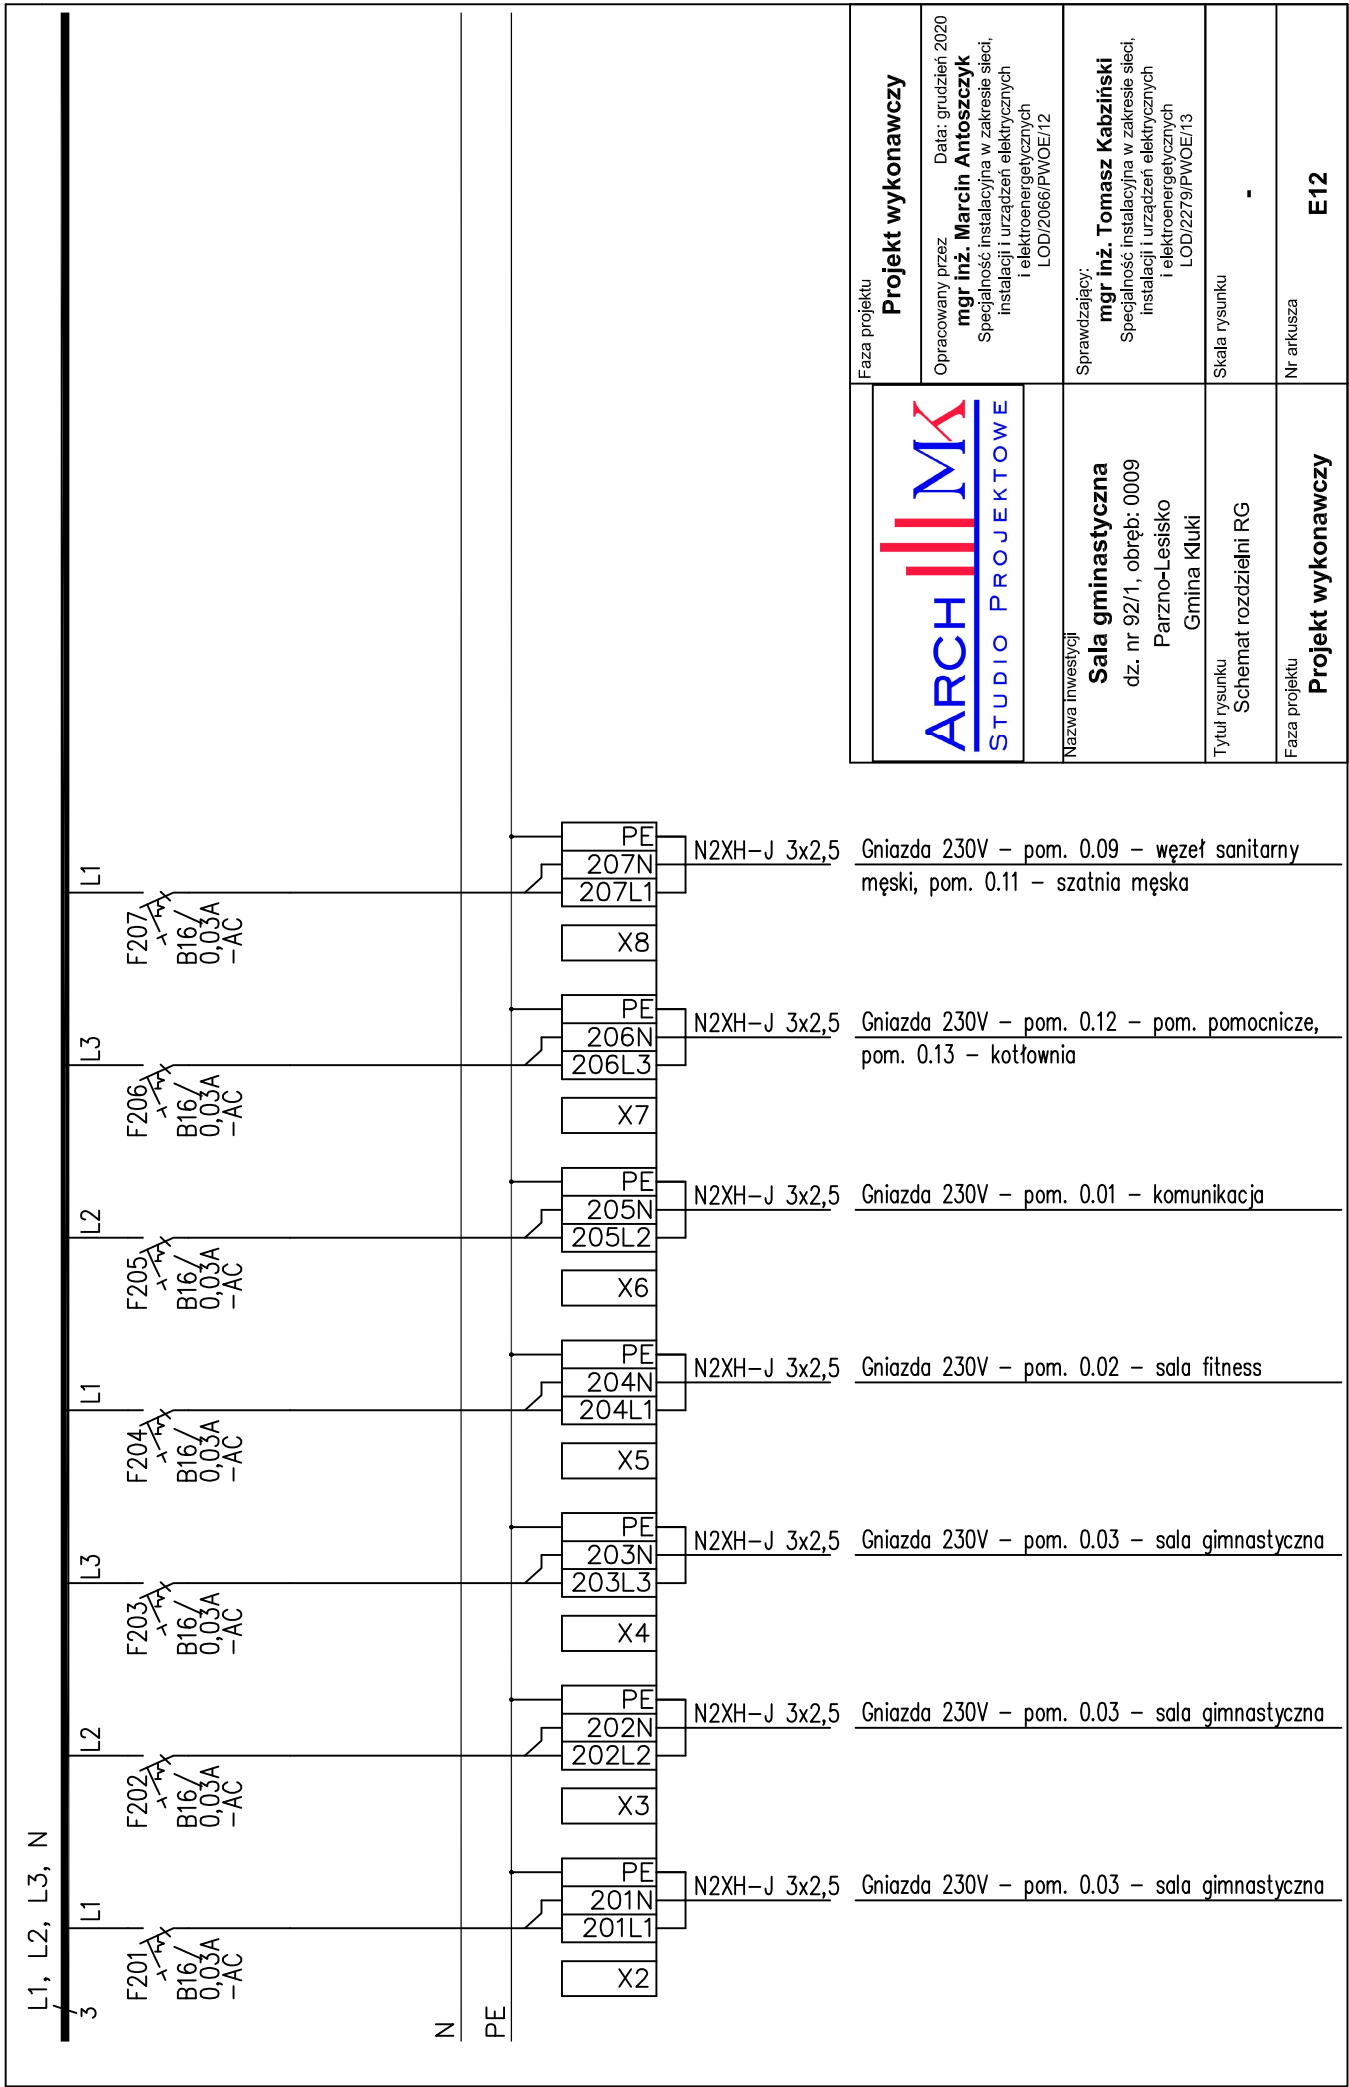 L1, L2, L3, N
3
N
PE
L1
F201
B16/
0,03A
-AC
PE
201N
201L1
X2
N2XH-J 3x2,5
Gniazda 230V - pom. 0.03 - sala gimnastyczna
L2
F202
B16/
0,03A
-AC
PE
202N
202L2
X3
N2XH-J 3x2,5
Gniazda 230V - pom. 0.03 - sala gimnastyczna
L3
F203
B16/
0,03A
-AC
PE
203N
203L3
X4
N2XH-J 3x2,5
Gniazda 230V - pom. 0.03 - sala gimnastyczna
L1
F204
B16/
0,03A
-AC
PE
204N
204L1
X5
N2XH-J 3x2,5
Gniazda 230V - pom. 0.02 - sala fitness
L2
F205
B16/
0,03A
-AC
PE
205N
205L2
X6
N2XH-J 3x2,5
Gniazda 230V - pom. 0.01 - komunikacja
L3
F206
B16/
0,03A
-AC
PE
206N
206L3
X7
N2XH-J 3x2,5
Gniazda 230V - pom. 0.12 - pom. pomocnicze,
pom. 0.13 - kotłownia
L1
F207
B16/
0,03A
-AC
PE
207N
207L1
X8
N2XH-J 3x2,5
Gniazda 230V - pom. 0.09 - węzeł sanitarny
męski, pom. 0.11 - szatnia męska
ARCH MK
STUDIO PROJEKTOWE
Nazwa inwestycji
Sala gminastyczna
dz. nr 92/1, obręb: 0009
Parzno-Lesisko
Gmina Kluki
Tytuł rysunku
Schemat rozdzielni RG
Faza projektu
Projekt wykonawczy
Faza projektu
Projekt wykonawczy
Opracowany przez Data: grudzień 2020
mgr inż. Marcin Antoszczyk
Specjalność instalacyjna w zakresie sieci,
instalacji i urządzeń elektrycznych
i elektroenergetycznych
LOD/2066/PWOE/12
Sprawdzający:
mgr inż. Tomasz Kabziński
Specjalność instalacyjna w zakresie sieci,
instalacji i urządzeń elektrycznych
i elektroenergetycznych
LOD/2279/PWOE/13
Skala rysunku
-
Nr arkusza
E12